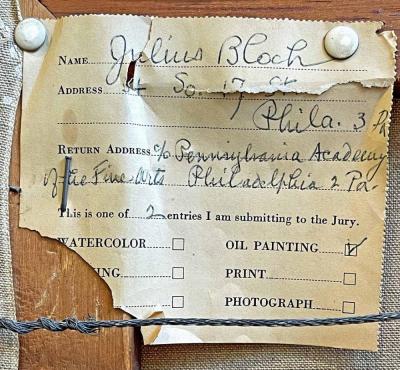 NAME Julius Bloch
ADDRESS So. 17 St
Phila. 3 Pa
RETURN ADDRESS c/o Pennsylvania Academy
of the Fine Arts Philadelphia 2 Pa.
This is one of 2 entries I am submitting to the Jury.
WATERCOLOR OIL PAINTING
ING PRINT
PHOTOGRAPH